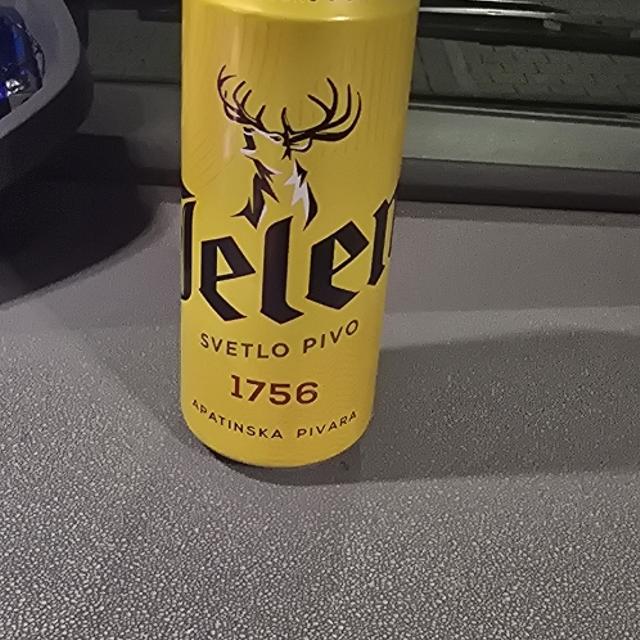 Jelen
SVETLO PIVO
1756
APATINSKA PIVARA